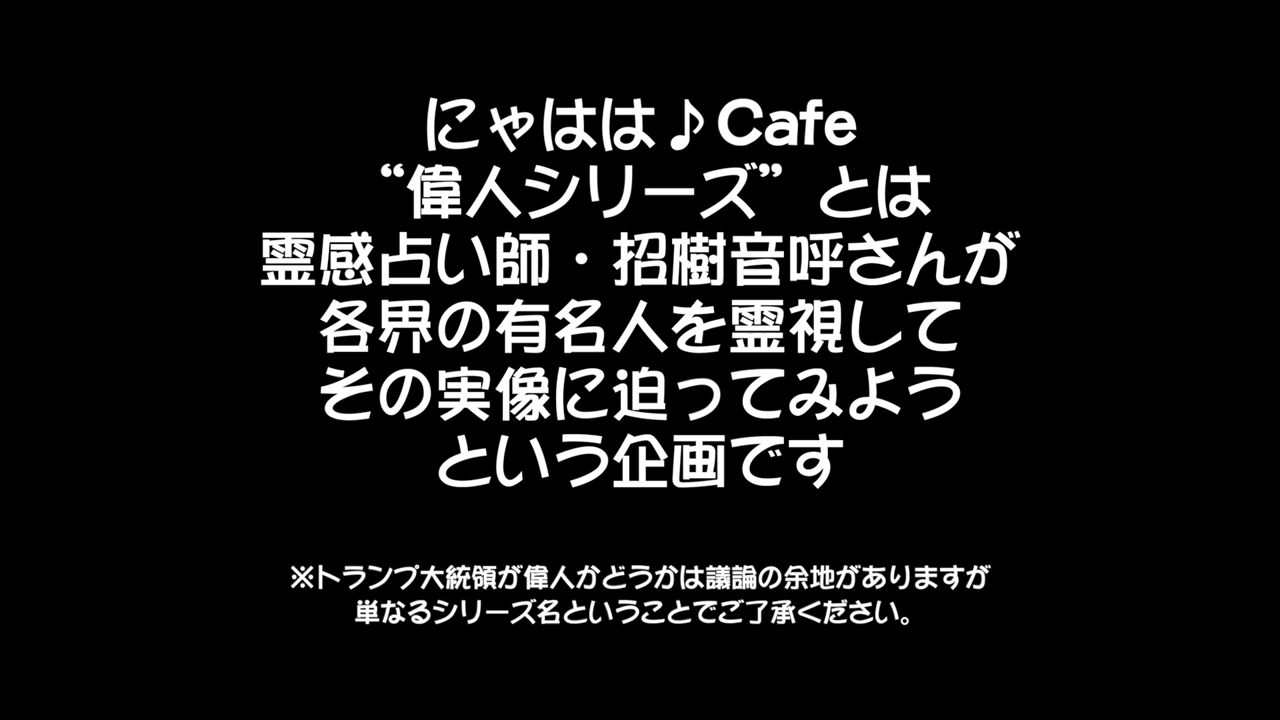 にゃはは♪Cafe
“偉人シリーズ”とは
霊感占い師・招樹音呼さんが
各界の有名人を霊視して
その実像に迫ってみよう
という企画です
※トランプ大統領が偉人かどうかは議論の余地がありますが
単なるシリーズ名ということでご了承ください。